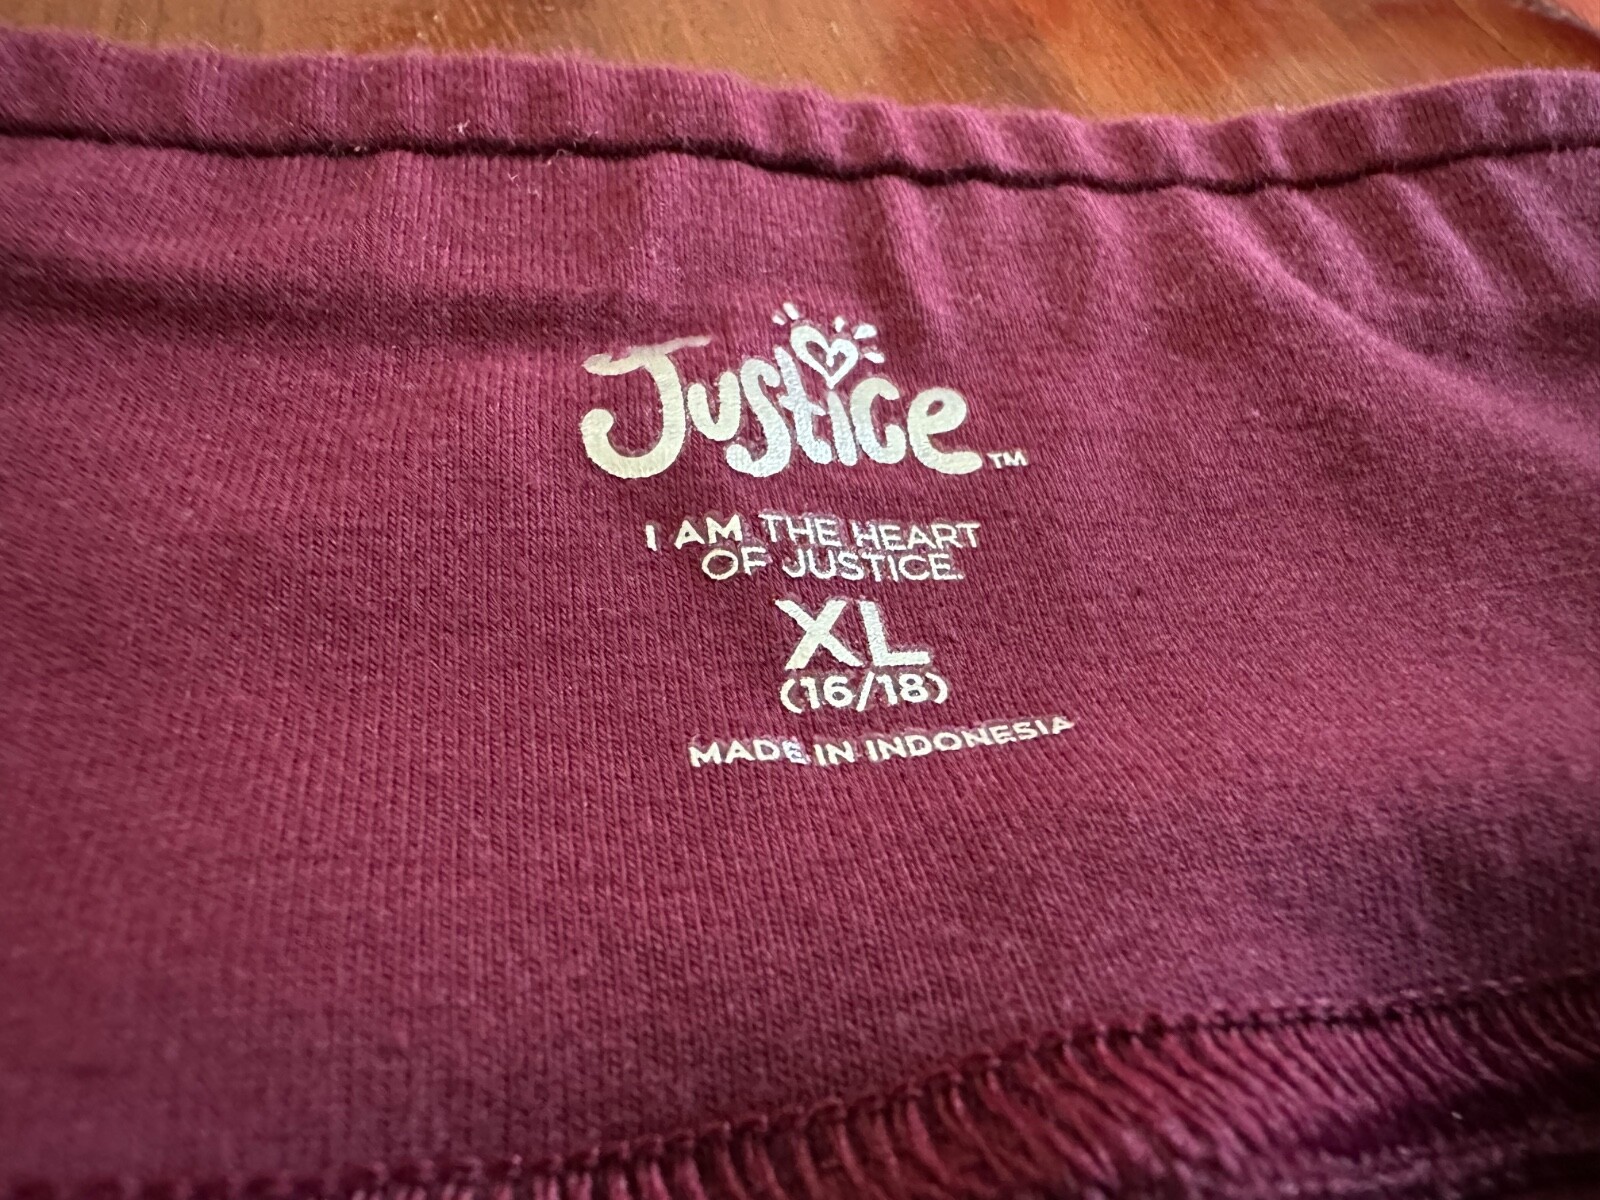 Justice™
I AM THE HEART
OF JUSTICE.
XL
(16/18)
MADE IN INDONESIA